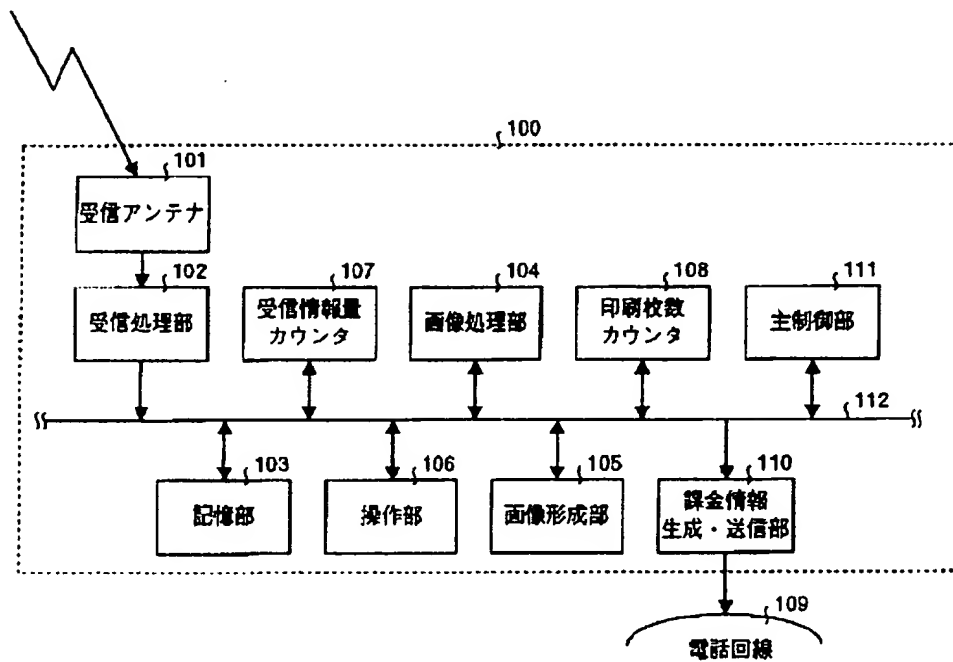 100
101
受信アンテナ
102
受信処理部
107
受信情報量
カウンタ
104
画像処理部
108
印刷枚数
カウンタ
111
主制御部
112
103
記憶部
106
操作部
105
画像形成部
110
課金情報
生成・送信部
109
電話回線